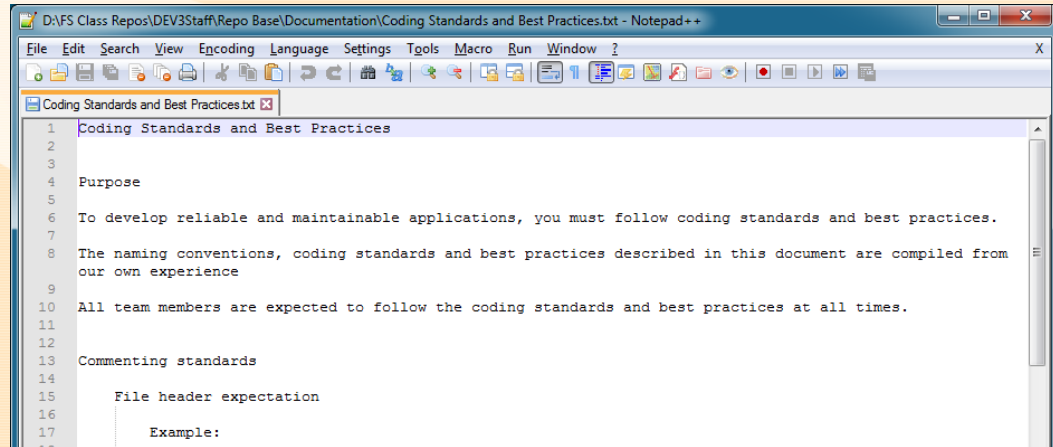 D:\FS Class Repos\DEV3Staff\Repo Base\Documentation\Coding Standards and Best Practices.txt - Notepad++
File Edit Search View Encoding Language Settings Tools Macro Run Window ? X
Coding Standards and Best Practices.txt
1 Coding Standards and Best Practices
2
3
4 Purpose
5
6 To develop reliable and maintainable applications, you must follow coding standards and best practices.
7
8 The naming conventions, coding standards and best practices described in this document are compiled from
our own experience
9
10 All team members are expected to follow the coding standards and best practices at all times.
11
12
13 Commenting standards
14
15 File header expectation
16
17 Example: